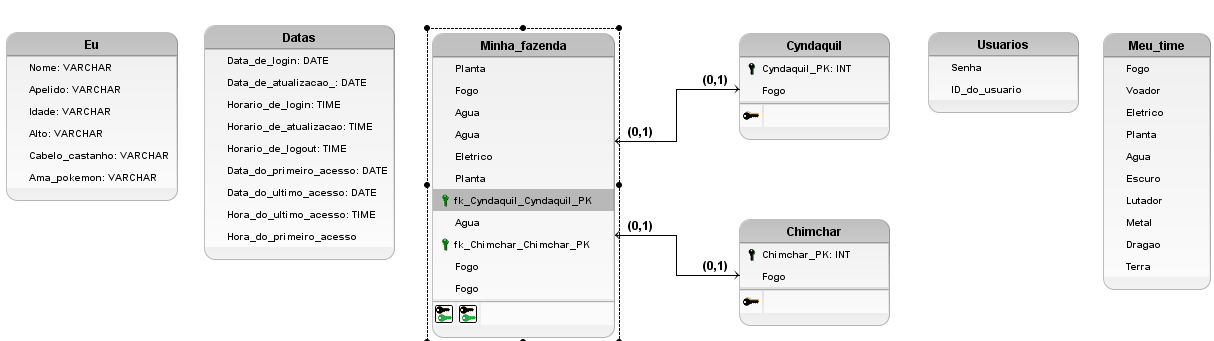 Eu
Nome: VARCHAR
Apelido: VARCHAR
Idade: VARCHAR
Alto: VARCHAR
Cabelo_castanho: VARCHAR
Ama_pokemon: VARCHAR
Datas
Data_de_login: DATE
Data_de_atualizacao_: DATE
Horario_de_login: TIME
Horario_de_atualizacao: TIME
Horario_de_logout: TIME
Data_do_primeiro_acesso: DATE
Data_do_ultimo_acesso: DATE
Hora_do_ultimo_acesso: TIME
Hora_do_primeiro_acesso
Minha_fazenda
Planta
Fogo
Agua
Agua
Eletrico
Planta
fk_Cyndaquil_Cyndaquil_PK
Agua
fk_Chimchar_Chimchar_PK
Fogo
Fogo
(0,1)
(0,1)
(0,1)
(0,1)
Cyndaquil
Cyndaquil_PK: INT
Fogo
Chimchar
Chimchar_PK: INT
Fogo
Usuarios
Senha
ID_do_usuario
Meu_time
Fogo
Voador
Eletrico
Planta
Agua
Escuro
Lutador
Metal
Dragao
Terra